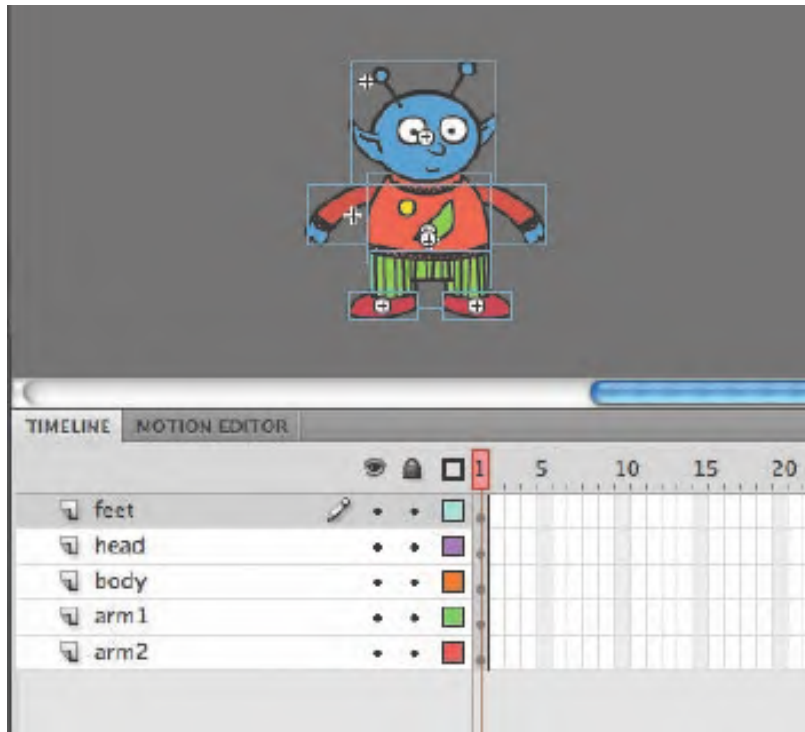 TIMELINE MOTION EDITOR
1 5 10 15 20
feet
head
body
arm1
arm2